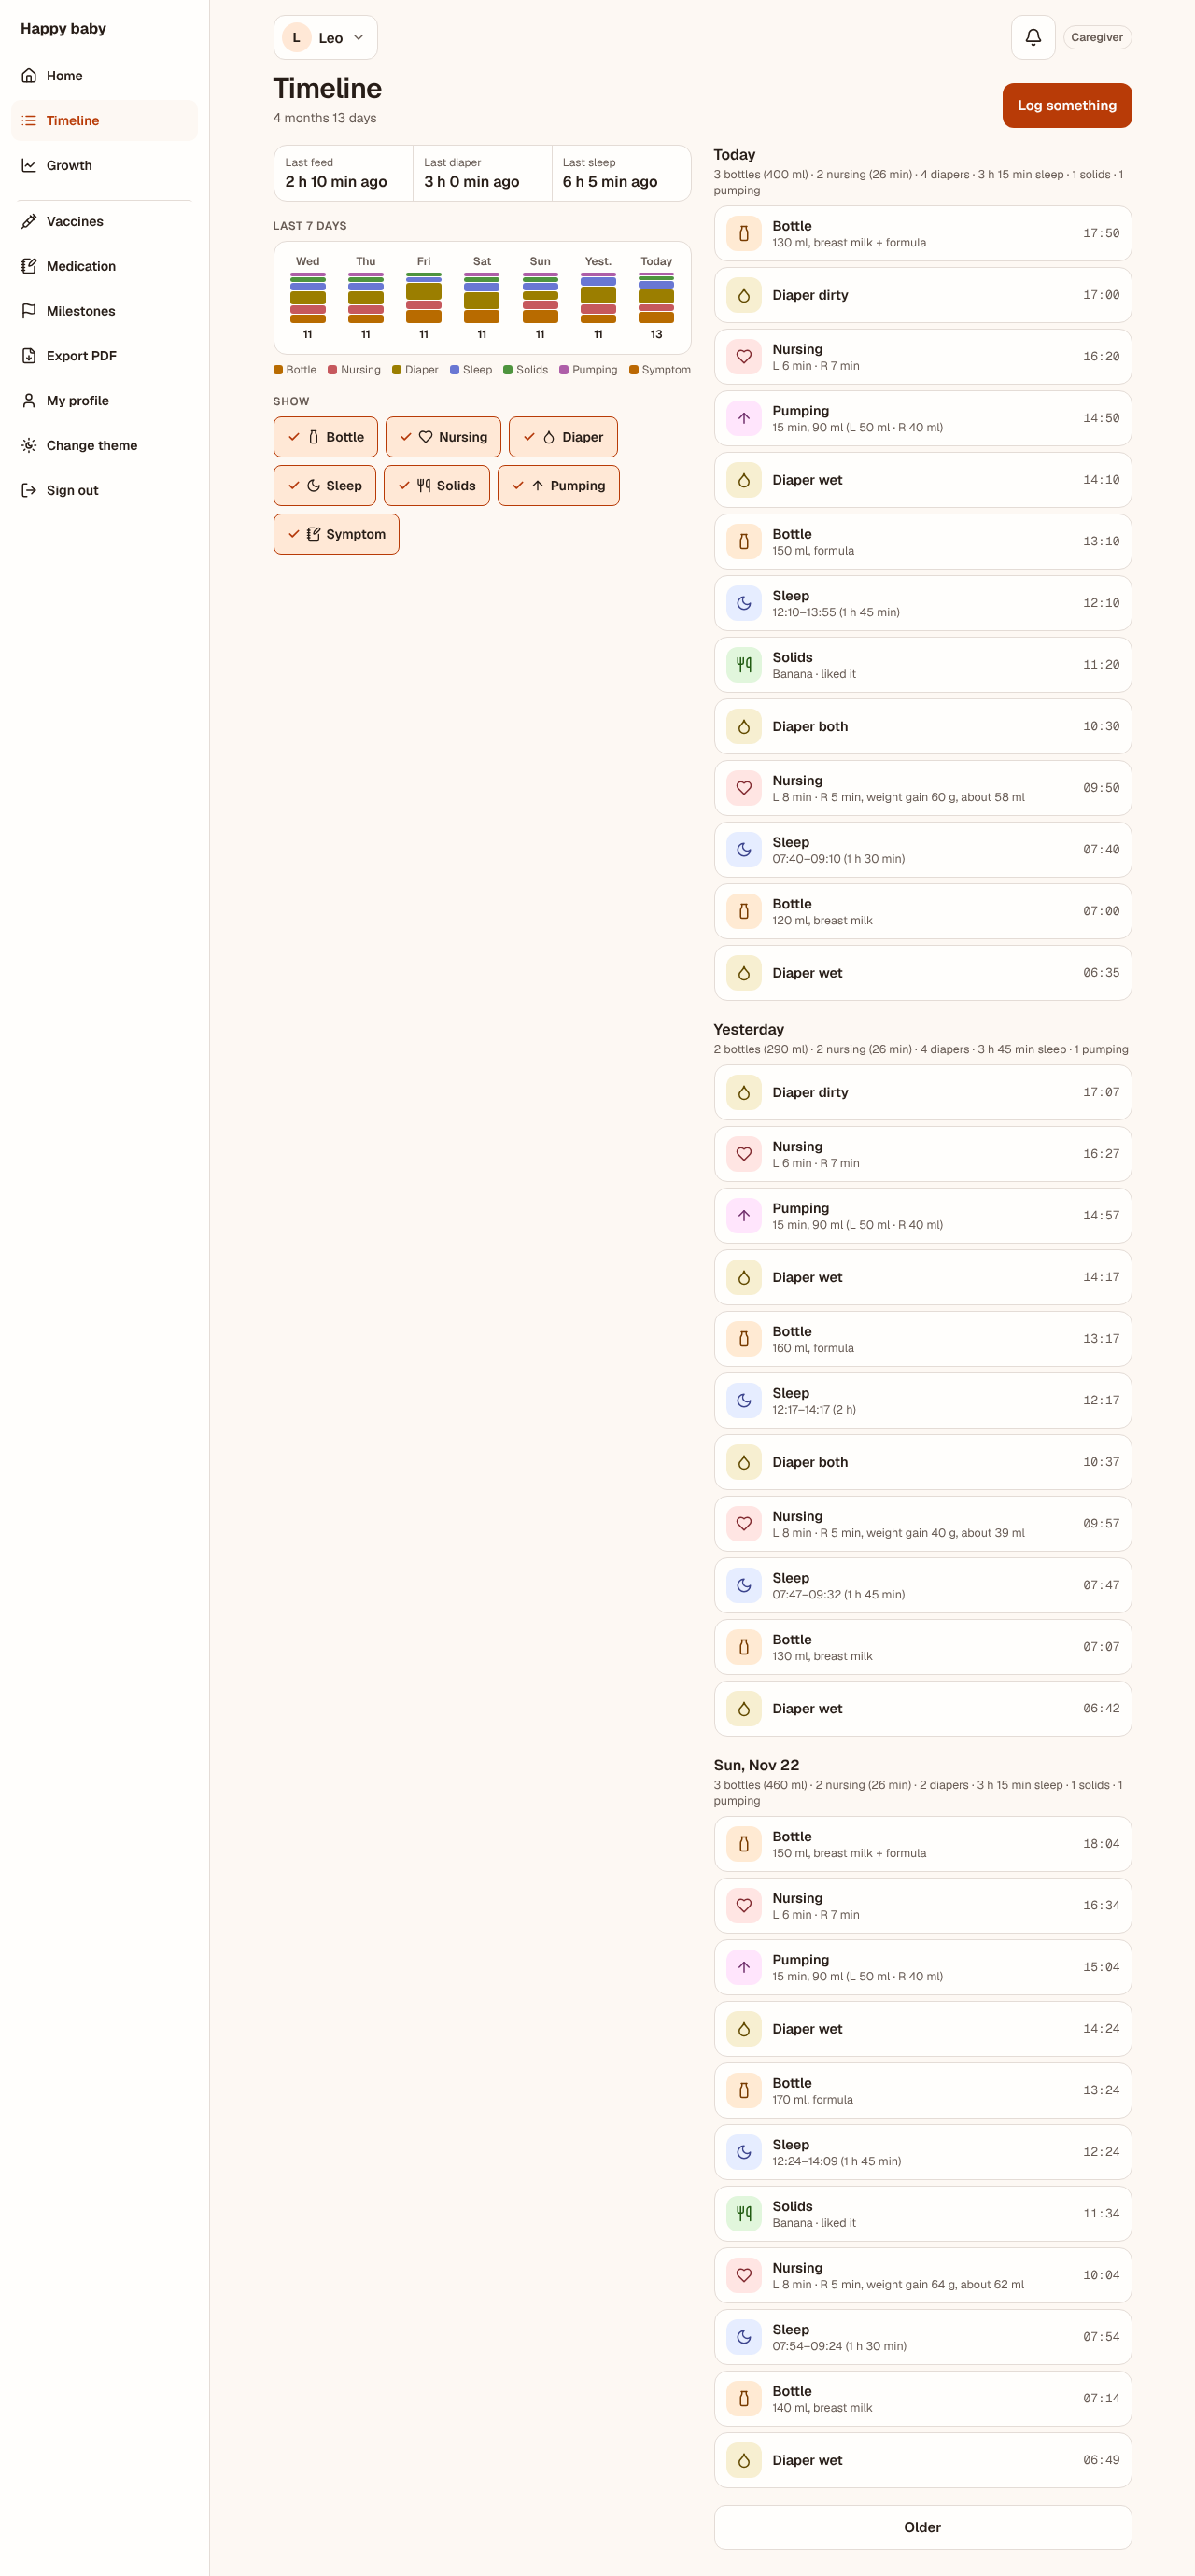 Happy baby
Home
Timeline
Growth
Vaccines
Medication
Milestones
Export PDF
My profile
Change theme
Sign out
L Leo
Caregiver
Timeline
4 months 13 days
Log something
Last feed
2 h 10 min ago
Last diaper
3 h 0 min ago
Last sleep
6 h 5 min ago
LAST 7 DAYS
Wed Thu Fri Sat Sun Yest. Today
11 11 11 11 11 11 13
Bottle Nursing Diaper Sleep Solids Pumping Symptom
SHOW
Bottle Nursing Diaper
Sleep Solids Pumping
Symptom
Today
3 bottles (400 ml) · 2 nursing (26 min) · 4 diapers · 3 h 15 min sleep · 1 solids · 1
pumping
Bottle
130 ml, breast milk + formula
17:50
Diaper dirty
17:00
Nursing
L 6 min · R 7 min
16:20
Pumping
15 min, 90 ml (L 50 ml · R 40 ml)
14:50
Diaper wet
14:10
Bottle
150 ml, formula
13:10
Sleep
12:10–13:55 (1 h 45 min)
12:10
Solids
Banana · liked it
11:20
Diaper both
10:30
Nursing
L 8 min · R 5 min, weight gain 60 g, about 58 ml
09:50
Sleep
07:40–09:10 (1 h 30 min)
07:40
Bottle
120 ml, breast milk
07:00
Diaper wet
06:35
Yesterday
2 bottles (290 ml) · 2 nursing (26 min) · 4 diapers · 3 h 45 min sleep · 1 pumping
Diaper dirty
17:07
Nursing
L 6 min · R 7 min
16:27
Pumping
15 min, 90 ml (L 50 ml · R 40 ml)
14:57
Diaper wet
14:17
Bottle
160 ml, formula
13:17
Sleep
12:17–14:17 (2 h)
12:17
Diaper both
10:37
Nursing
L 8 min · R 5 min, weight gain 40 g, about 39 ml
09:57
Sleep
07:47–09:32 (1 h 45 min)
07:47
Bottle
130 ml, breast milk
07:07
Diaper wet
06:42
Sun, Nov 22
3 bottles (460 ml) · 2 nursing (26 min) · 2 diapers · 3 h 15 min sleep · 1 solids · 1
pumping
Bottle
150 ml, breast milk + formula
18:04
Nursing
L 6 min · R 7 min
16:34
Pumping
15 min, 90 ml (L 50 ml · R 40 ml)
15:04
Diaper wet
14:24
Bottle
170 ml, formula
13:24
Sleep
12:24–14:09 (1 h 45 min)
12:24
Solids
Banana · liked it
11:34
Nursing
L 8 min · R 5 min, weight gain 64 g, about 62 ml
10:04
Sleep
07:54–09:24 (1 h 30 min)
07:54
Bottle
140 ml, breast milk
07:14
Diaper wet
06:49
Older